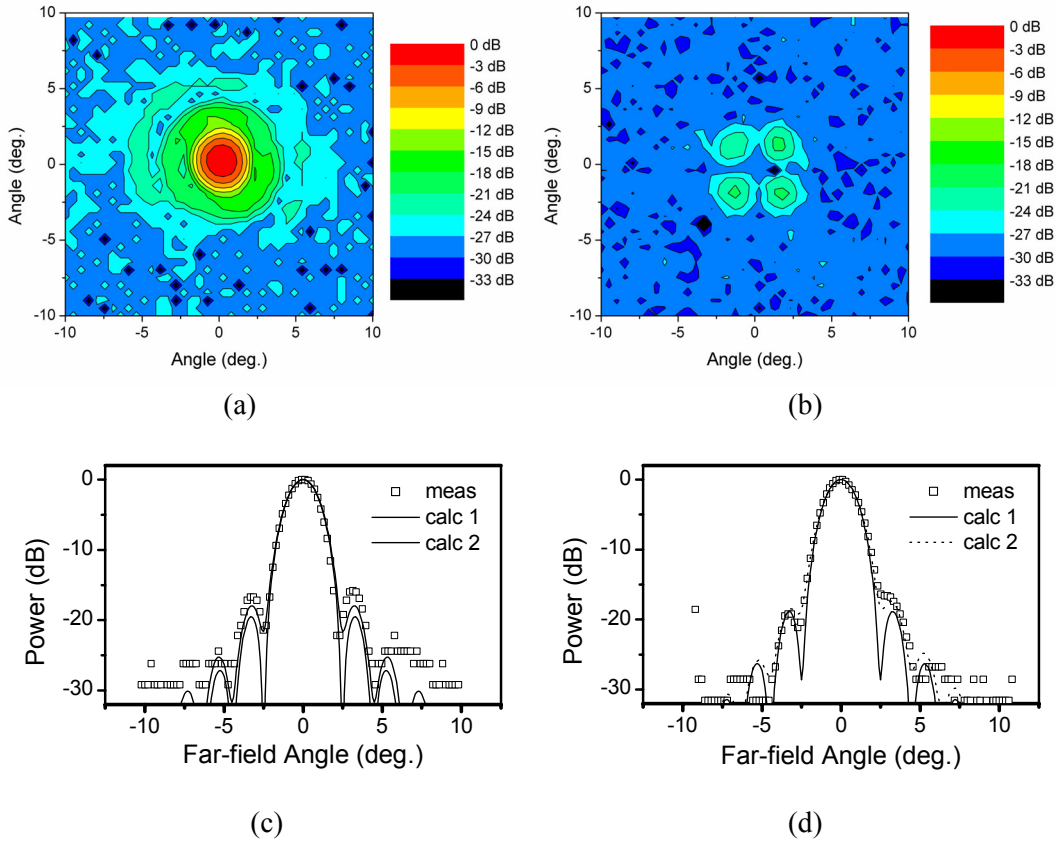 10
5
0
-5
-10
Angle (deg.)
-10 -5 0 5 10
Angle (deg.)
0 dB
-3 dB
-6 dB
-9 dB
-12 dB
-15 dB
-18 dB
-21 dB
-24 dB
-27 dB
-30 dB
-33 dB
(a)
10
5
0
-5
-10
Angle (deg.)
-10 -5 0 5 10
Angle (deg.)
0 dB
-3 dB
-6 dB
-9 dB
-12 dB
-15 dB
-18 dB
-21 dB
-24 dB
-27 dB
-30 dB
-33 dB
(b)
0
-10
-20
-30
Power (dB)
meas
calc 1
calc 2
-10 -5 0 5 10
Far-field Angle (deg.)
(c)
0
-10
-20
-30
Power (dB)
meas
calc 1
calc 2
-10 -5 0 5 10
Far-field Angle (deg.)
(d)